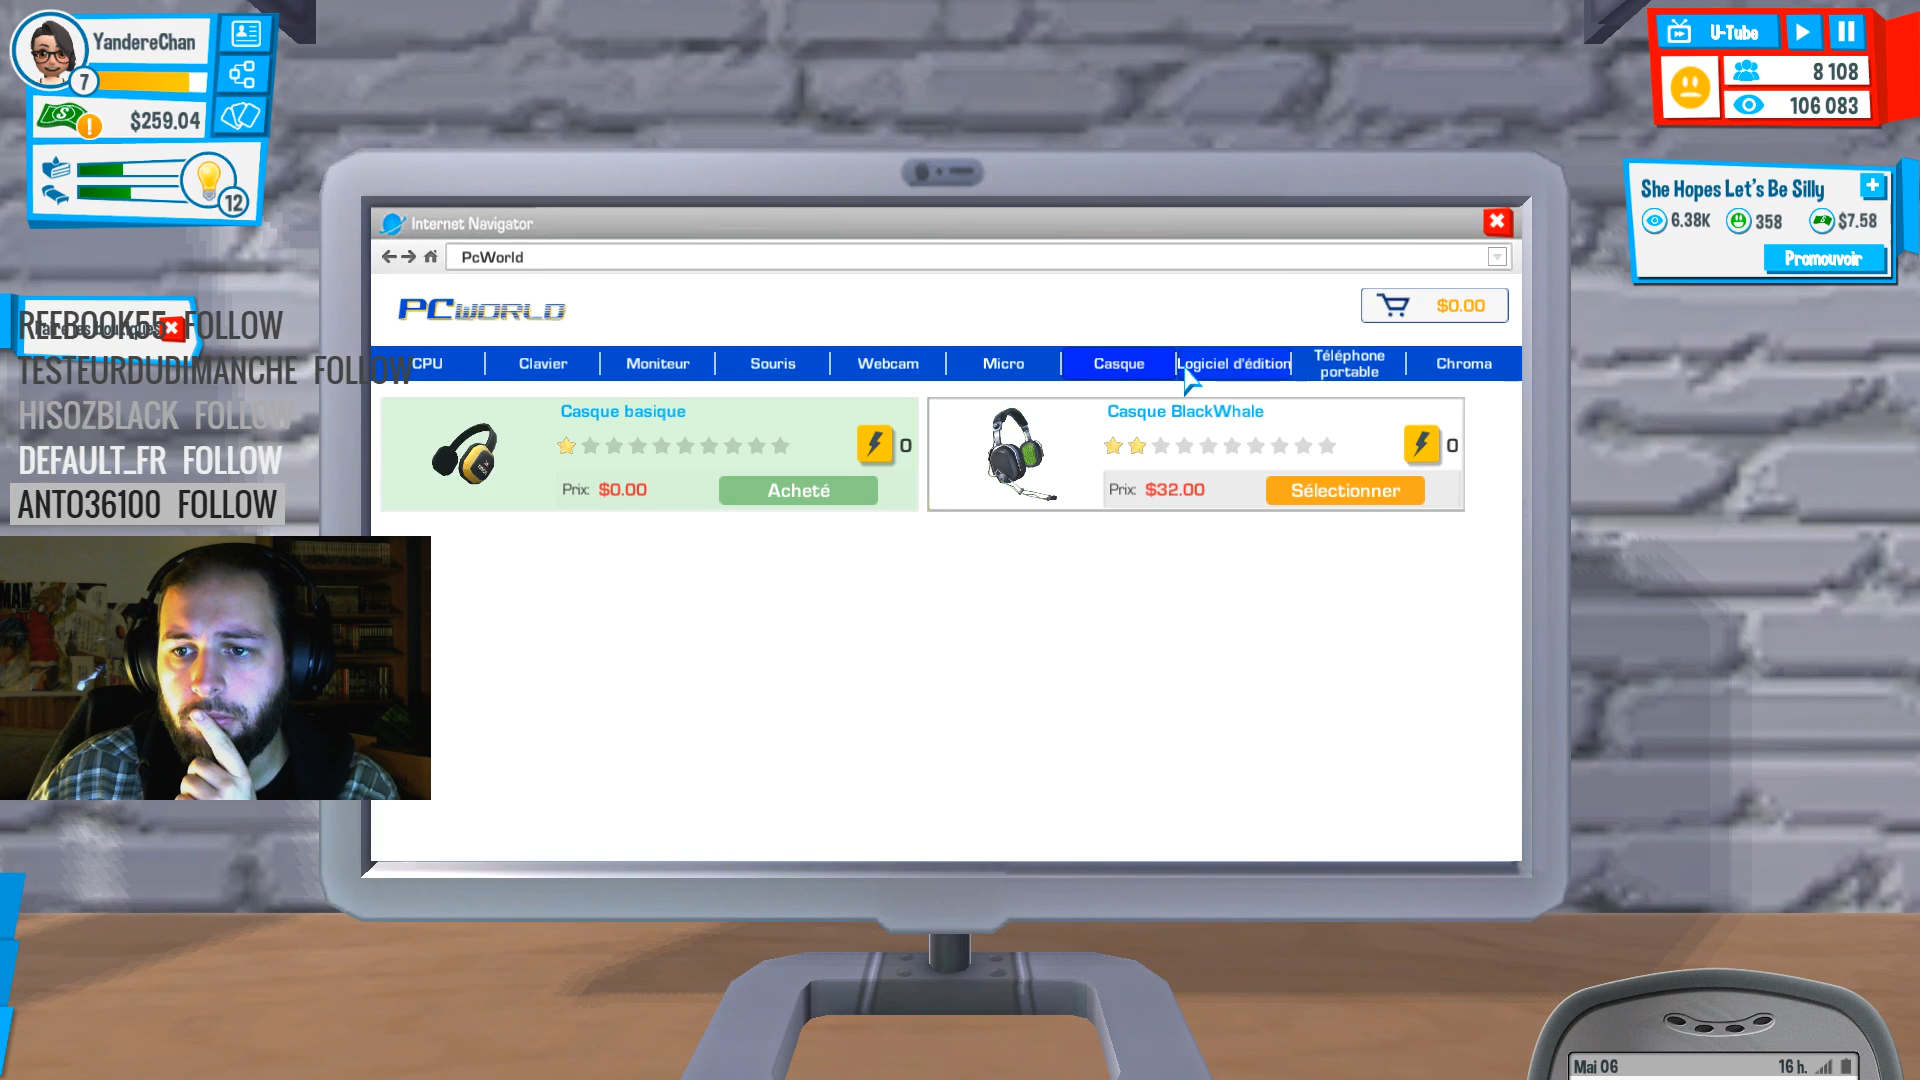 YandereChan
7
$259.04
12
U-Tube
8 108
106 083
She Hopes Let's Be Silly
6.38K
358
$7.58
Promouvoir
Internet Navigator
PcWorld
PCWORLD
$0.00
CPU
Clavier
Moniteur
Souris
Webcam
Micro
Casque
Logiciel d'édition
Téléphone
portable
Chroma
REEBOOK55 FOLLOW
TESTEURDUDIMANCHE FOLLOW
HISOZBLACK FOLLOW
DEFAULT_FR FOLLOW
ANTO36100 FOLLOW
Casque basique
0
Prix: $0.00
Acheté
Casque BlackWhale
0
Prix: $32.00
Sélectionner
Mai 06
16 h.